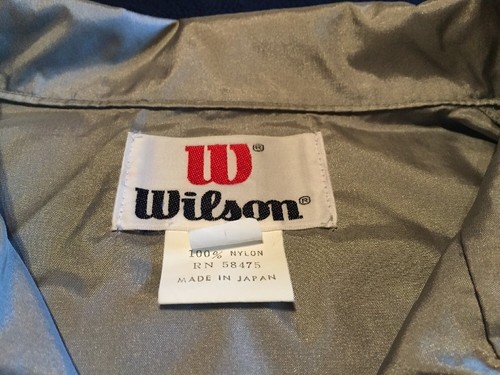 W®
Wilson®
100% NYLON
RN 58475
MADE IN JAPAN